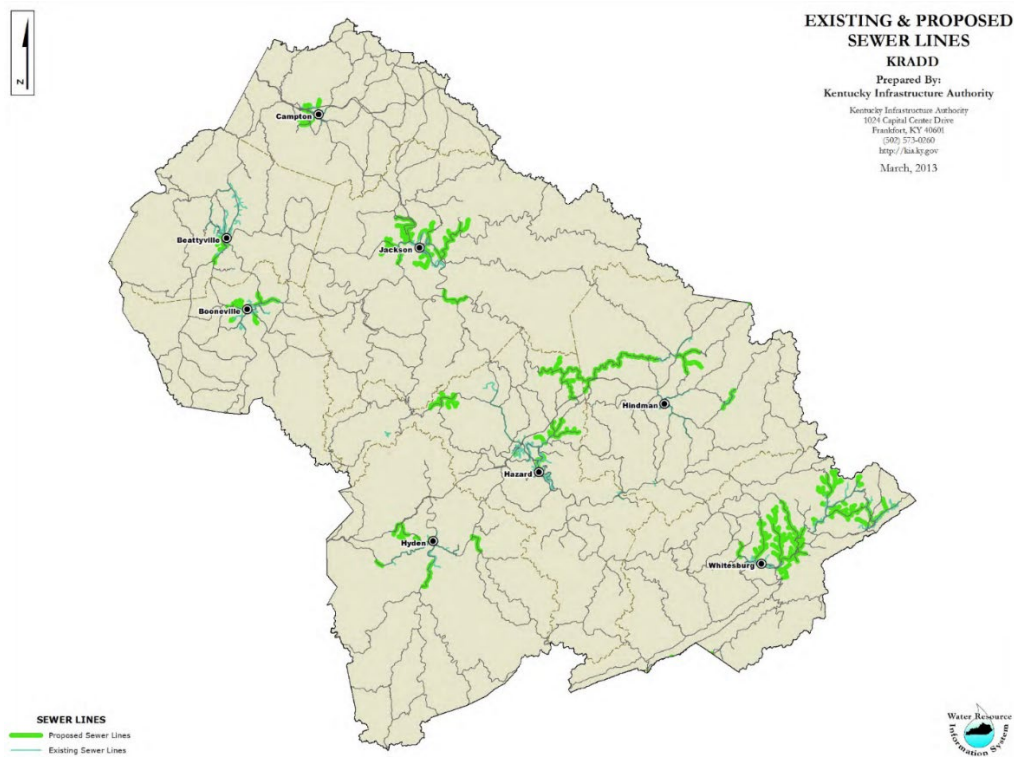 N
EXISTING & PROPOSED
SEWER LINES
KRADD
Prepared By:
Kentucky Infrastructure Authority
Kentucky Infrastructure Authority
1024 Capital Center Drive
Frankfort, KY 40601
(502) 573-0260
http://kia.ky.gov
March, 2013
Campton
Beattyville
Jackson
Booneville
Hindman
Hazard
Hyden
Whitesburg
SEWER LINES
Proposed Sewer Lines
Existing Sewer Lines
Water Resource
Information System